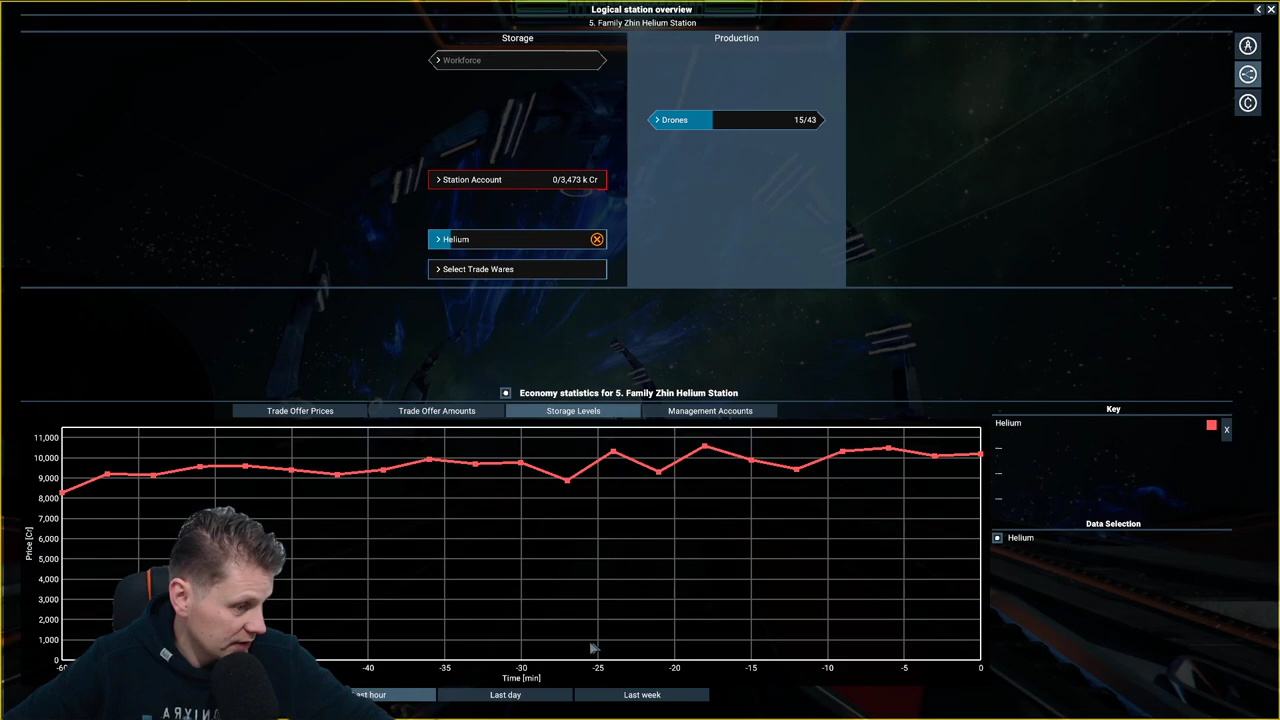 Logical station overview
5. Family Zhin Helium Station
Storage
Production
Workforce
Drones 15/43
Station Account 0/3,473 k Cr
Helium
Select Trade Wares
Economy statistics for 5. Family Zhin Helium Station
Trade Offer Prices Trade Offer Amounts Storage Levels Management Accounts
Key
Helium
X
Data Selection
Helium
Price [Cr]
11,000
10,000
9,000
8,000
7,000
6,000
5,000
4,000
3,000
2,000
1,000
0
-40 -35 -30 -25 -20 -15 -10 -5 0
Time [min]
hour Last day Last week